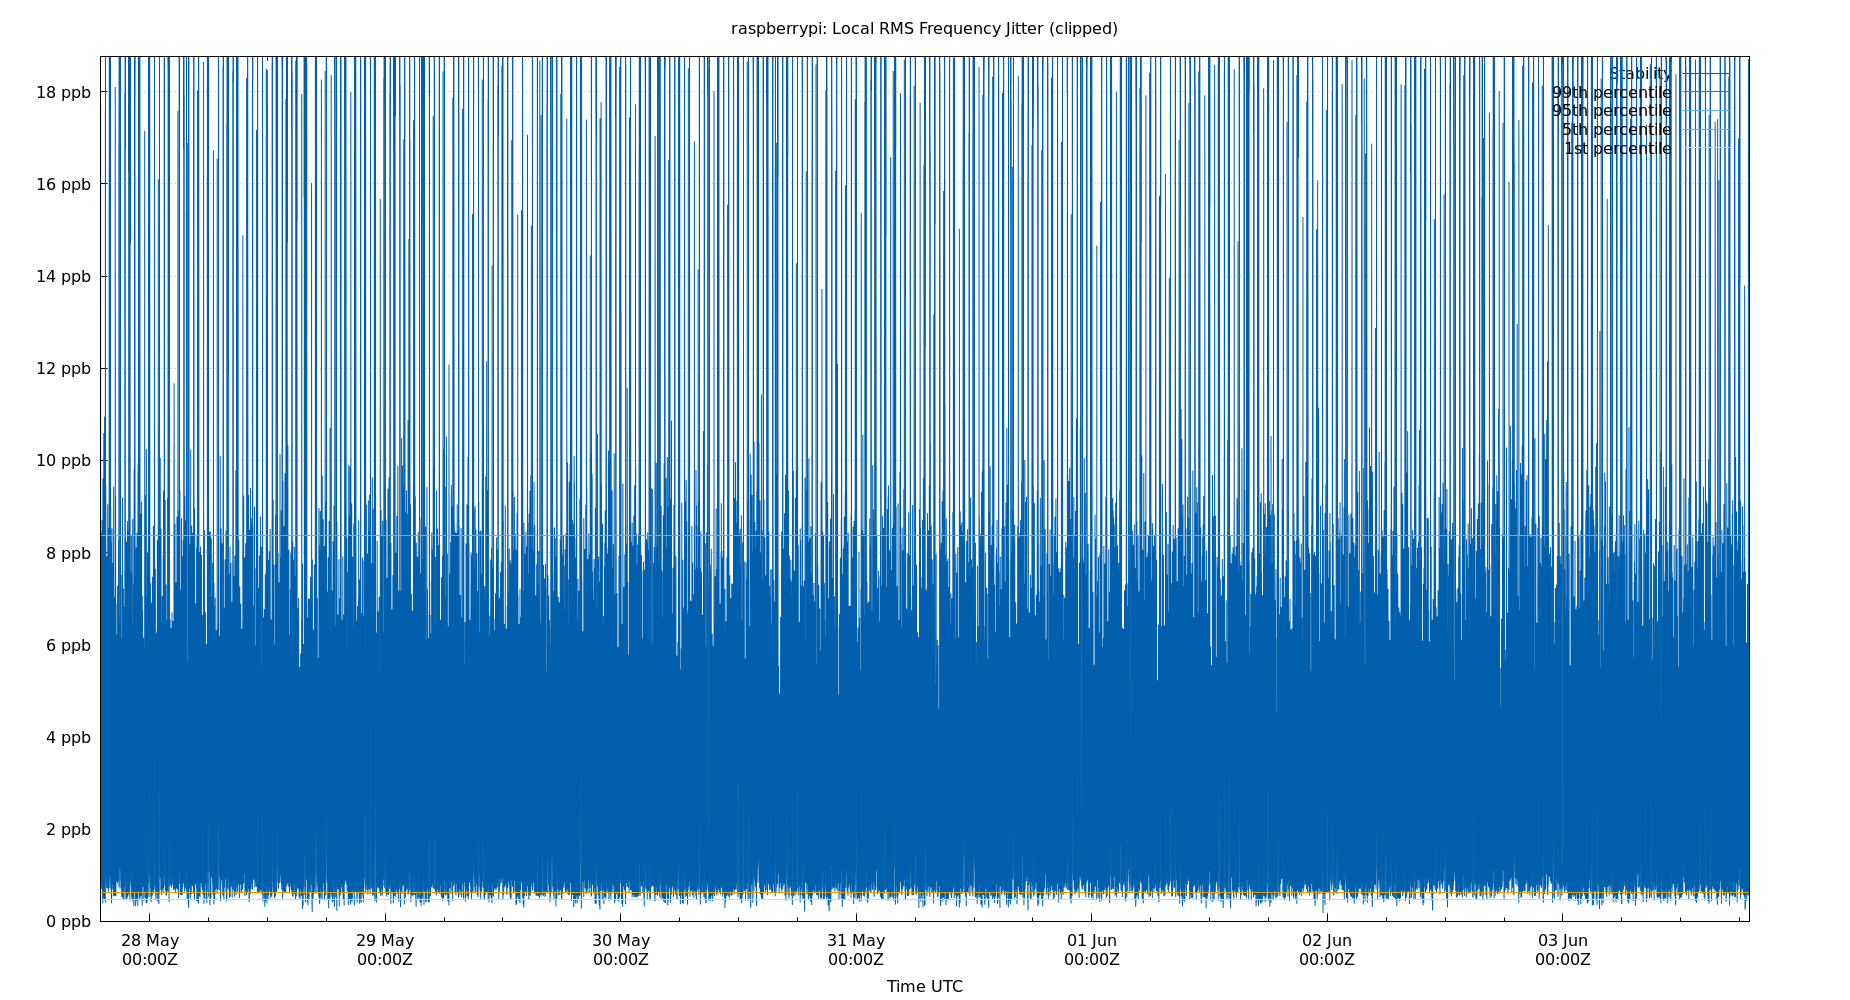 raspberrypi: Local RMS Frequency Jitter (clipped)
18 ppb
16 ppb
14 ppb
12 ppb
10 ppb
8 ppb
6 ppb
4 ppb
2 ppb
0 ppb
Stability
99th percentile
95th percentile
5th percentile
1st percentile
28 May 29 May 30 May 31 May 01 Jun 02 Jun 03 Jun
00:00Z 00:00Z 00:00Z 00:00Z 00:00Z 00:00Z 00:00Z
Time UTC